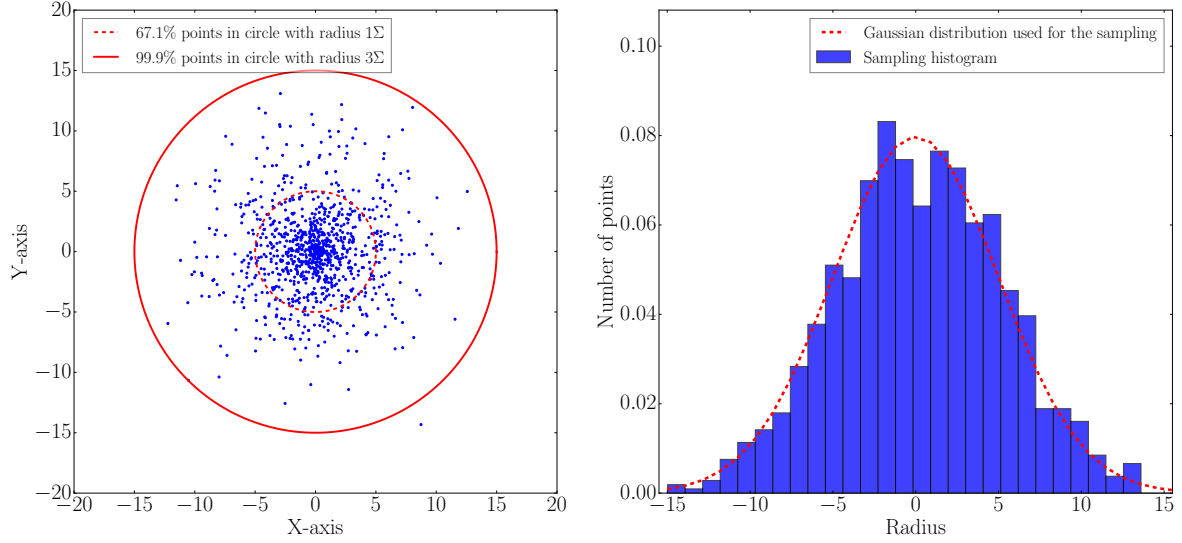 67.1% points in circle with radius 1Σ
99.9% points in circle with radius 3Σ
20
15
10
5
0
−5
−10
−15
−20
Y-axis
−20 −15 −10 −5 0 5 10 15 20
X-axis
Gaussian distribution used for the sampling
Sampling histogram
0.10
0.08
0.06
0.04
0.02
0.00
Number of points
−15 −10 −5 0 5 10 15
Radius